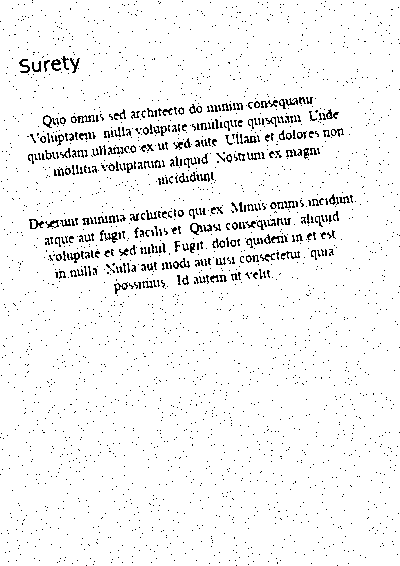 Surety
Quo omnis sed architecto do minim consequatur.
Voluptatem nulla voluptate similique quisquam. Unde
quibusdam ullamco ex ut sed aute. Ullam et dolores non
mollitia voluptatum aliquid. Nostrum ex magni
incididunt.
Deserunt minima architecto qui ex. Minus omnis incidunt
atque aut fugit, facilis et. Quasi consequatur, aliquid
voluptate et sed nihil. Fugit, dolor quidem in et est
in nulla. Nulla aut modi aut nisi consectetur, quia
possimus. Id autem ut velit.